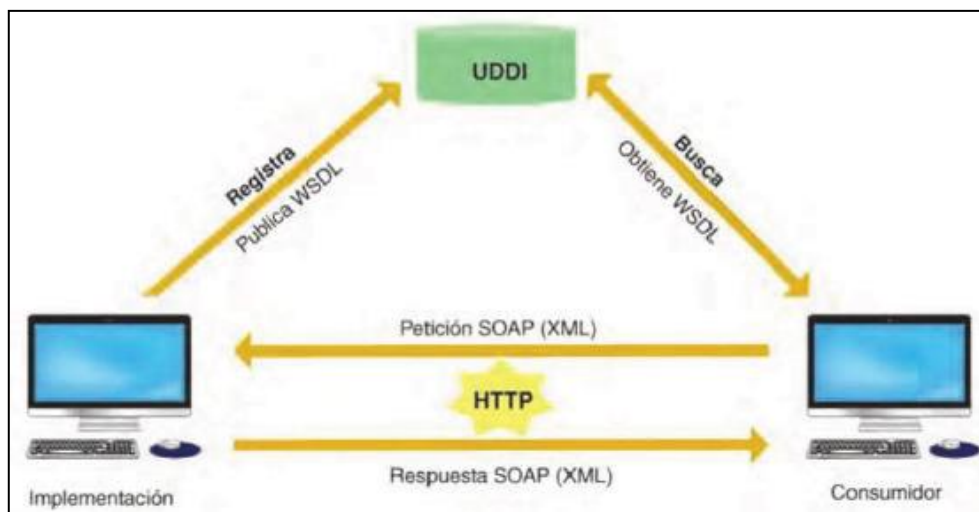 UDDI
Registra
Publica WSDL
Busca
Obtiene WSDL
Petición SOAP (XML)
HTTP
Respuesta SOAP (XML)
Implementación
Consumidor